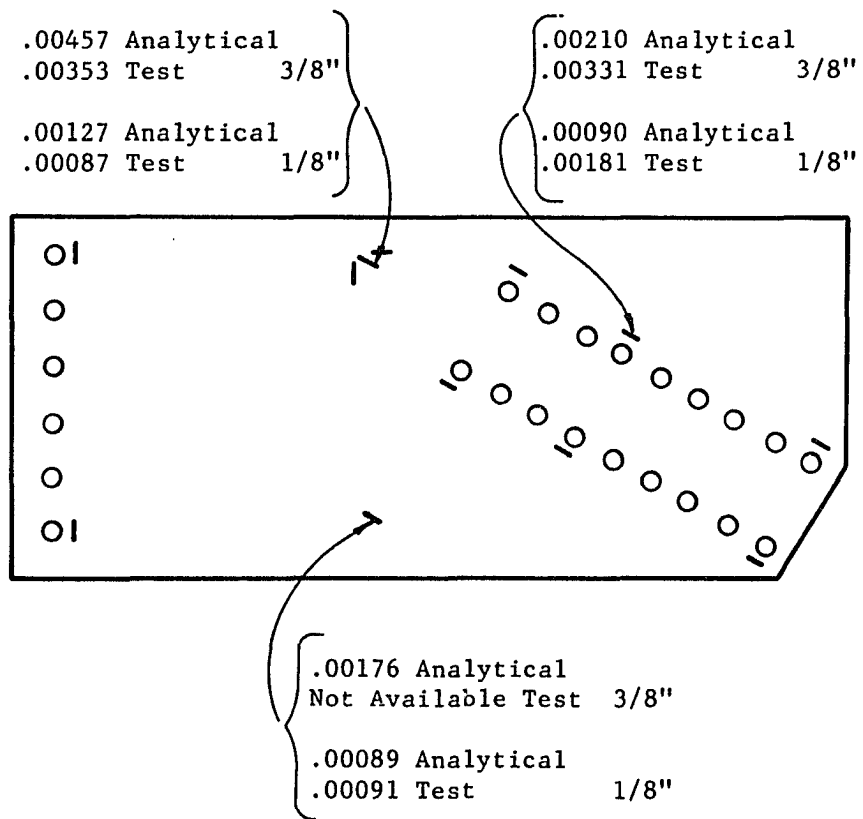 .00457 Analytical
.00353 Test 3/8"
.00127 Analytical
.00087 Test 1/8"
.00210 Analytical
.00331 Test 3/8"
.00090 Analytical
.00181 Test 1/8"
.00176 Analytical
Not Available Test 3/8"
.00089 Analytical
.00091 Test 1/8"